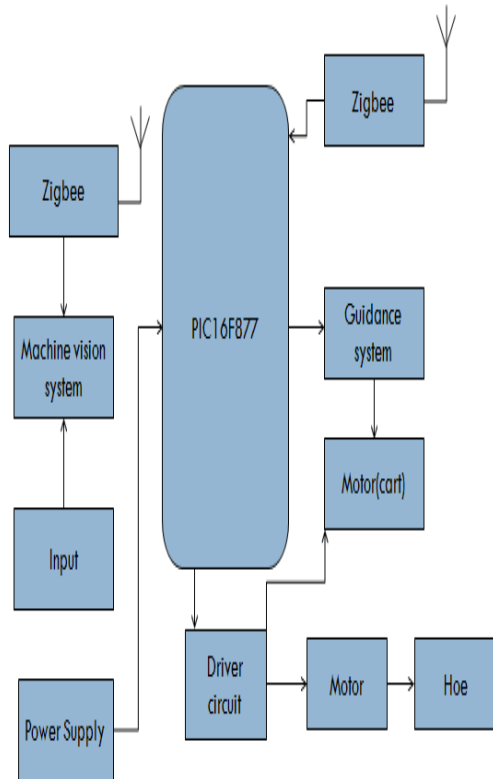 Zigbee
Zigbee
PIC16F877
Machine vision
system
Guidance
system
Motor(cart)
Input
Driver
circuit
Motor
Hoe
Power Supply